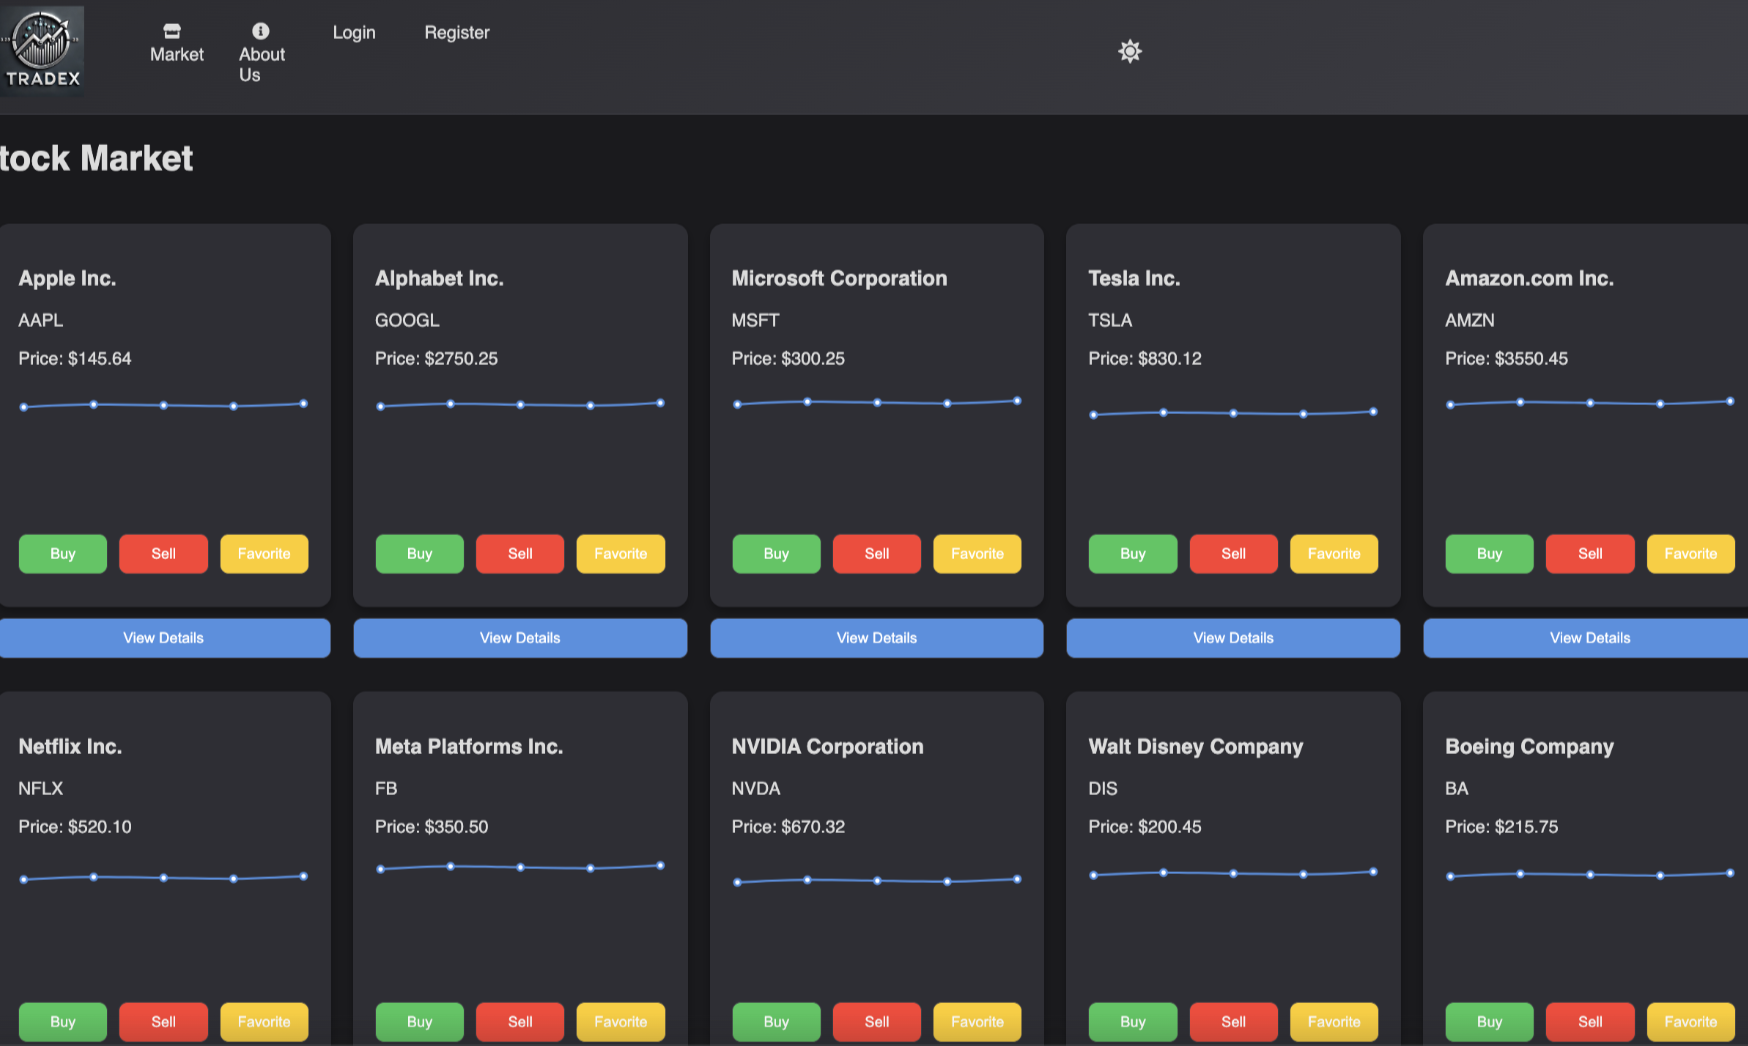 TRADEX
Market
About
Us
Login
Register
tock Market
Apple Inc.
AAPL
Price: $145.64
Buy
Sell
Favorite
View Details
Alphabet Inc.
GOOGL
Price: $2750.25
Buy
Sell
Favorite
View Details
Microsoft Corporation
MSFT
Price: $300.25
Buy
Sell
Favorite
View Details
Tesla Inc.
TSLA
Price: $830.12
Buy
Sell
Favorite
View Details
Amazon.com Inc.
AMZN
Price: $3550.45
Buy
Sell
Favorite
View Details
Netflix Inc.
NFLX
Price: $520.10
Buy
Sell
Favorite
Meta Platforms Inc.
FB
Price: $350.50
Buy
Sell
Favorite
NVIDIA Corporation
NVDA
Price: $670.32
Buy
Sell
Favorite
Walt Disney Company
DIS
Price: $200.45
Buy
Sell
Favorite
Boeing Company
BA
Price: $215.75
Buy
Sell
Favorite